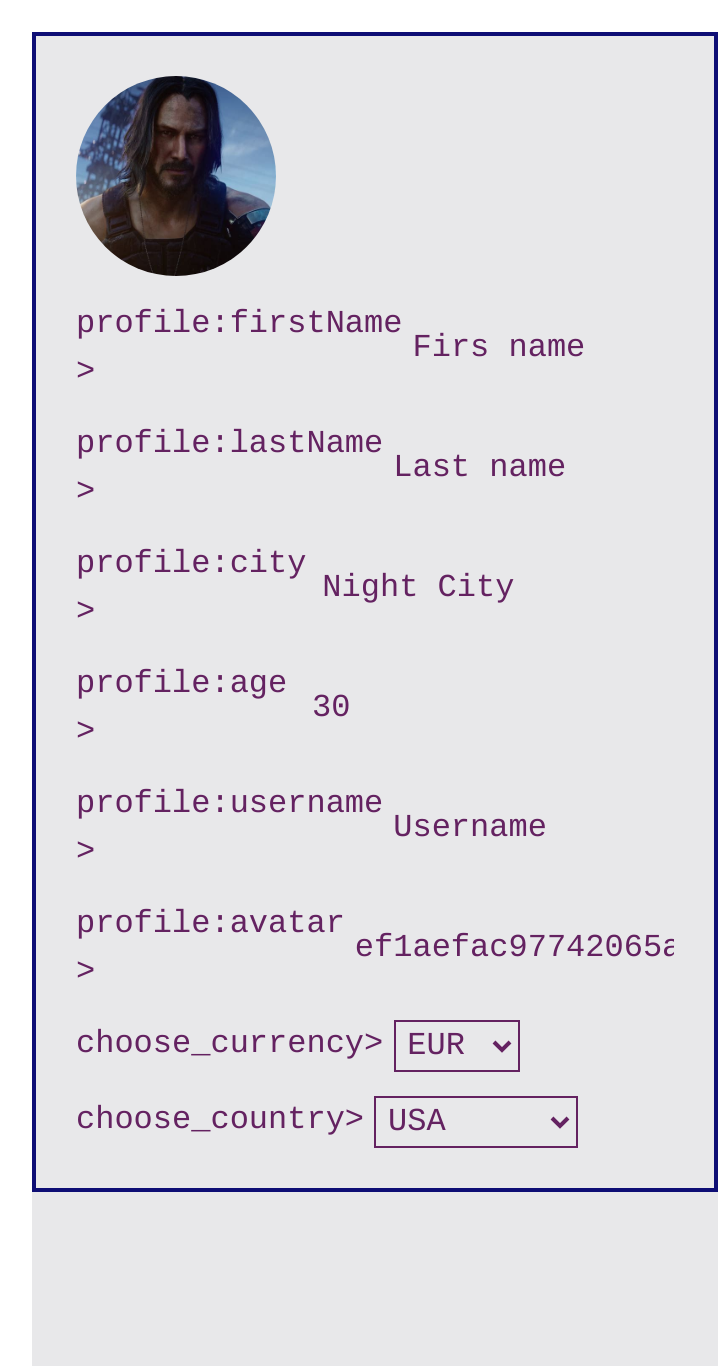 profile:firstName
> Firs name
profile:lastName
> Last name
profile:city
> Night City
profile:age
> 30
profile:username
> Username
profile:avatar
> ef1aefac97742065a
choose_currency> EUR
choose_country> USA